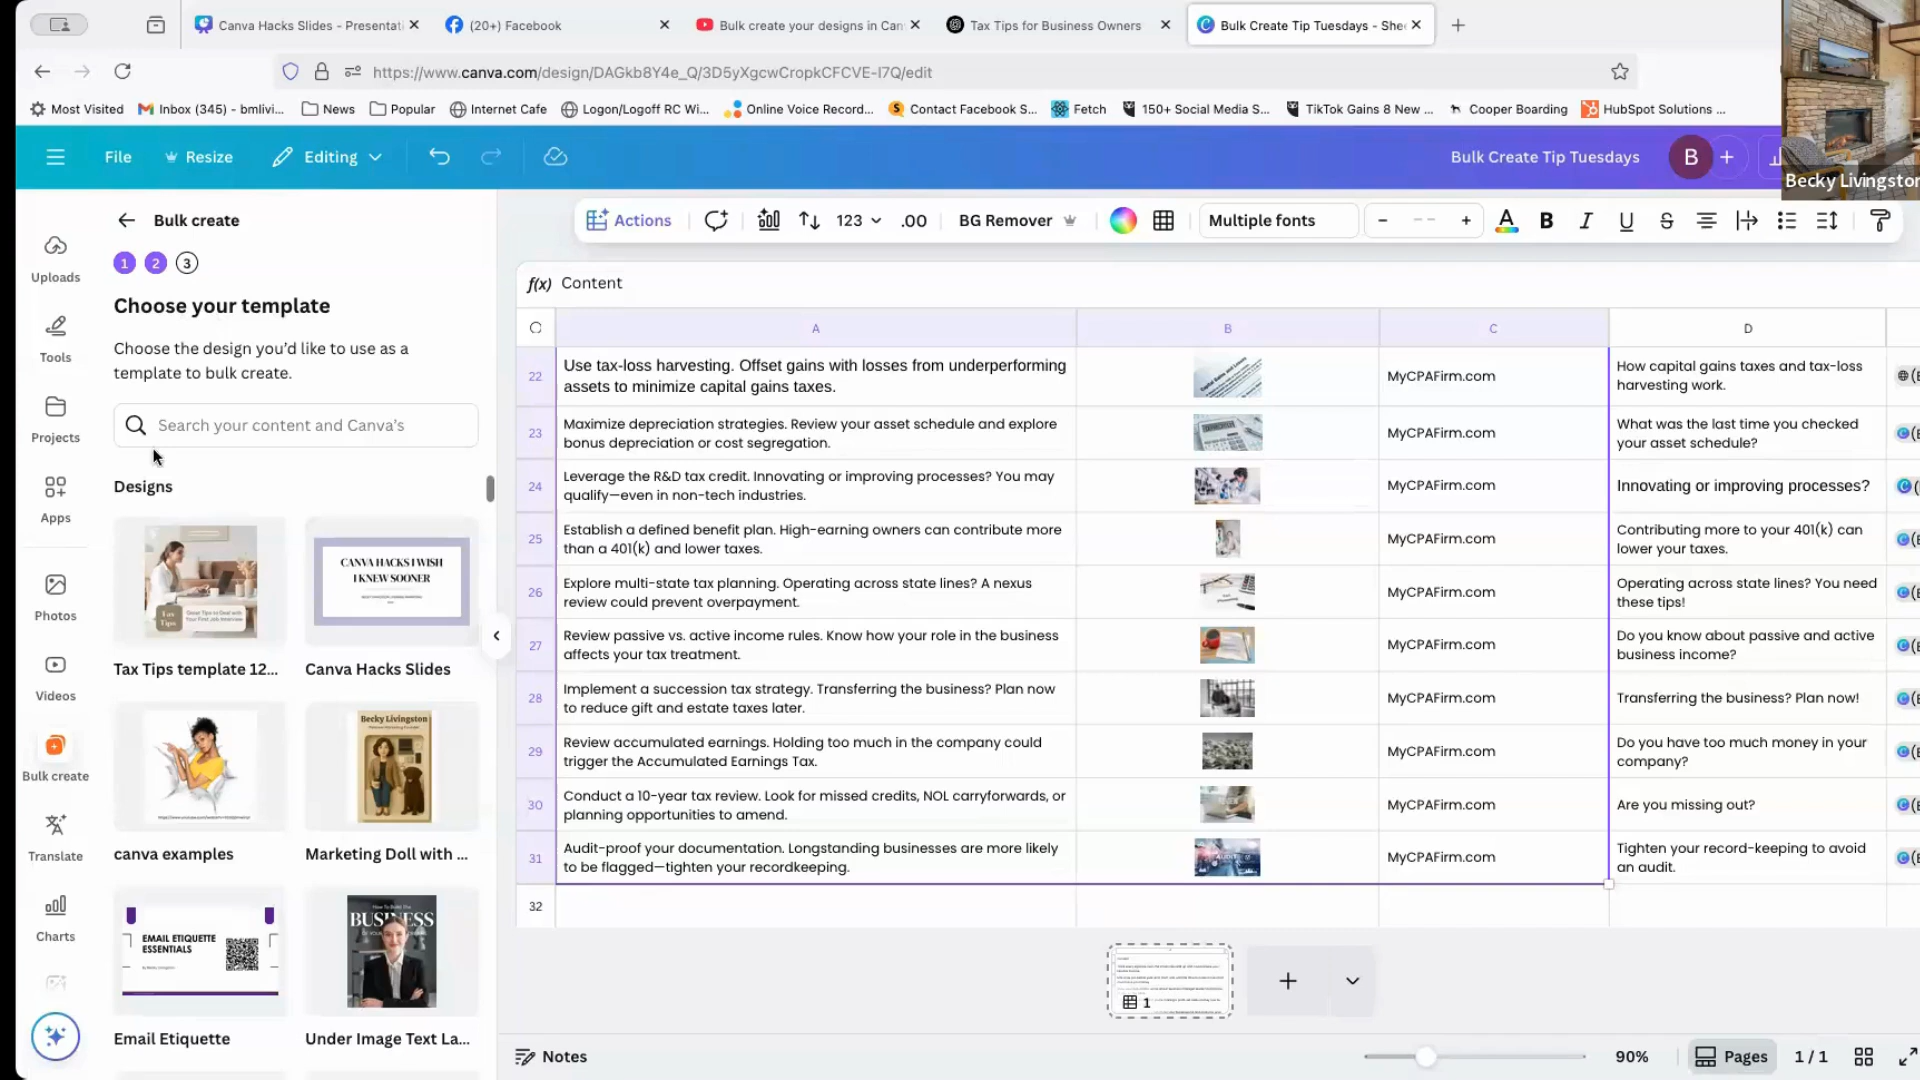 Canva Hacks Slides - Presentati
(20+) Facebook
Bulk create your designs in Can
Tax Tips for Business Owners
Bulk Create Tip Tuesdays - Shee
https://www.canva.com/design/DAGkb8Y4e_Q/3D5yXgcwCropkCFCVE-I7Q/edit
Most Visited
Inbox (345) - bmlivi...
News
Popular
Internet Cafe
Logon/Logoff RC Wi...
Online Voice Record...
Contact Facebook S...
Fetch
150+ Social Media S...
TikTok Gains 8 New ...
Cooper Boarding
HubSpot Solutions ...
File
Resize
Editing
Bulk Create Tip Tuesdays
B
Becky Livingston
Bulk create
1 2 3
Choose your template
Choose the design you'd like to use as a
template to bulk create.
Search your content and Canva's
Designs
Tax
Tips
Tax Tips template 12...
CANVA HACKS I WISH
I KNEW SOONER
Canva Hacks Slides
canva examples
Becky Livingston
Marketing Doll with ...
EMAIL ETIQUETTE
ESSENTIALS
Email Etiquette
BUSINESS
Under Image Text La...
Uploads
Tools
Projects
Apps
Photos
Videos
Bulk create
Translate
Charts
Actions
123
.00
BG Remover
Multiple fonts
– -- +
A B I U S
f(x) Content
A B C D
22
Use tax-loss harvesting. Offset gains with losses from underperforming
assets to minimize capital gains taxes.
MyCPAFirm.com
How capital gains taxes and tax-loss
harvesting work.
23
Maximize depreciation strategies. Review your asset schedule and explore
bonus depreciation or cost segregation.
MyCPAFirm.com
What was the last time you checked
your asset schedule?
24
Leverage the R&D tax credit. Innovating or improving processes? You may
qualify—even in non-tech industries.
MyCPAFirm.com
Innovating or improving processes?
25
Establish a defined benefit plan. High-earning owners can contribute more
than a 401(k) and lower taxes.
MyCPAFirm.com
Contributing more to your 401(k) can
lower your taxes.
26
Explore multi-state tax planning. Operating across state lines? A nexus
review could prevent overpayment.
MyCPAFirm.com
Operating across state lines? You need
these tips!
27
Review passive vs. active income rules. Know how your role in the business
affects your tax treatment.
MyCPAFirm.com
Do you know about passive and active
business income?
28
Implement a succession tax strategy. Transferring the business? Plan now
to reduce gift and estate taxes later.
MyCPAFirm.com
Transferring the business? Plan now!
29
Review accumulated earnings. Holding too much in the company could
trigger the Accumulated Earnings Tax.
MyCPAFirm.com
Do you have too much money in your
company?
30
Conduct a 10-year tax review. Look for missed credits, NOL carryforwards, or
planning opportunities to amend.
MyCPAFirm.com
Are you missing out?
31
Audit-proof your documentation. Longstanding businesses are more likely
to be flagged—tighten your recordkeeping.
AUDIT
MyCPAFirm.com
Tighten your record-keeping to avoid
an audit.
32
1
Notes
90%
Pages
1 / 1